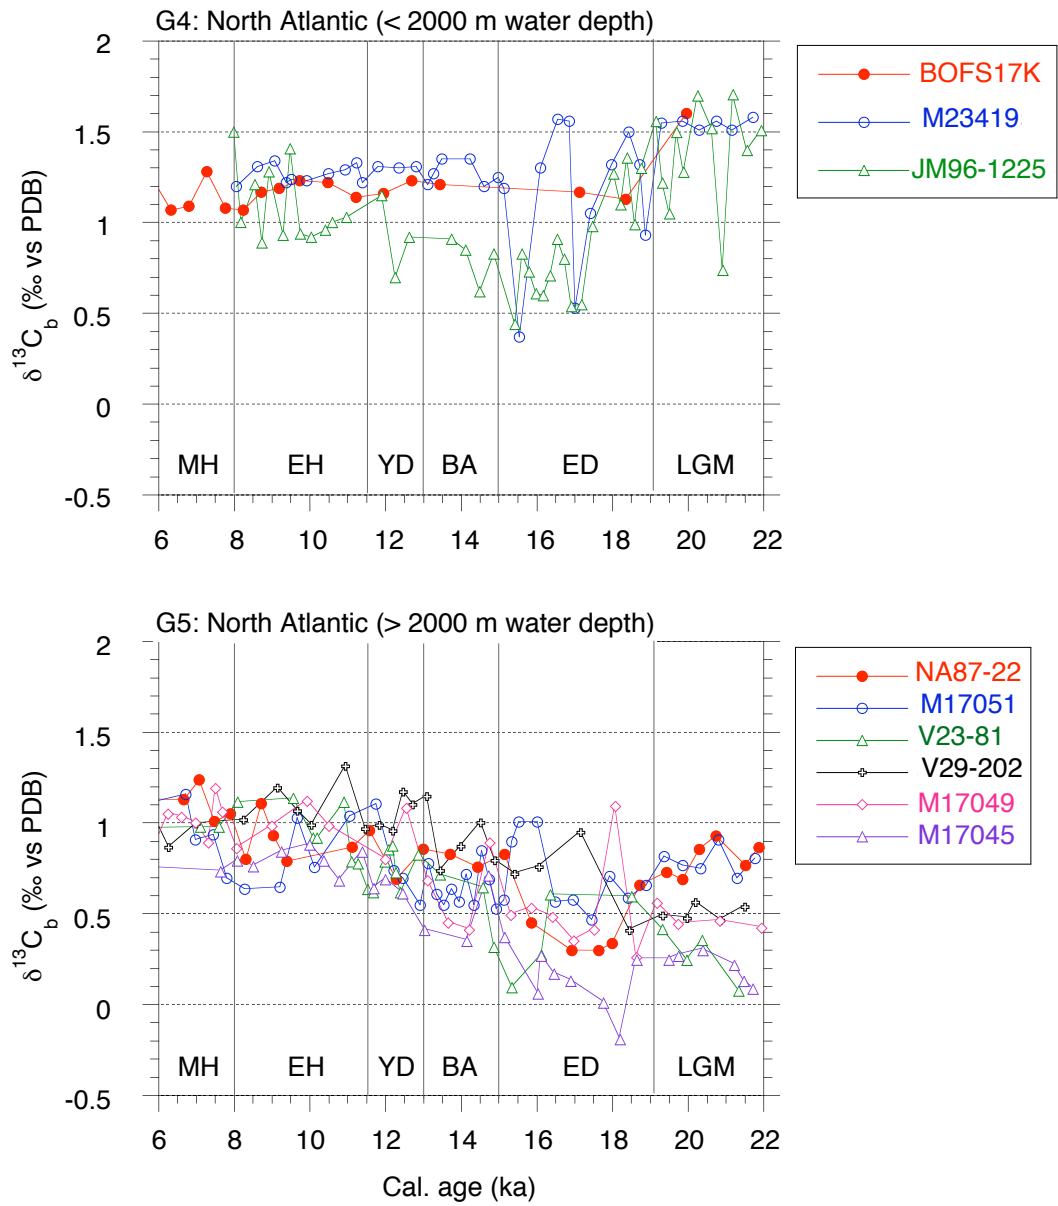 G4: North Atlantic (< 2000 m water depth)
2
1.5
1
0.5
0
-0.5
δ¹³C_b (‰ vs PDB)
MH EH YD BA ED LGM
6 8 10 12 14 16 18 20 22
BOFS17K
M23419
JM96-1225
G5: North Atlantic (> 2000 m water depth)
2
1.5
1
0.5
0
-0.5
δ¹³C_b (‰ vs PDB)
MH EH YD BA ED LGM
6 8 10 12 14 16 18 20 22
Cal. age (ka)
NA87-22
M17051
V23-81
V29-202
M17049
M17045